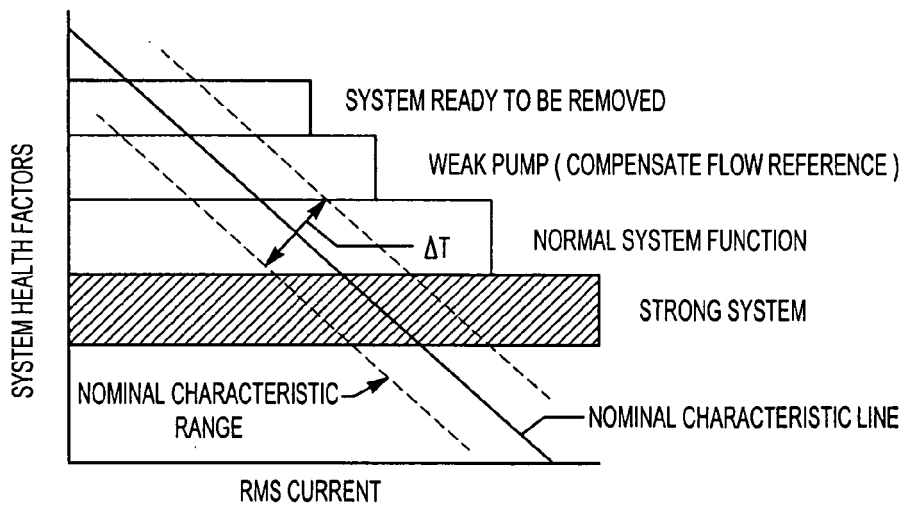 SYSTEM HEALTH FACTORS
SYSTEM READY TO BE REMOVED
WEAK PUMP ( COMPENSATE FLOW REFERENCE )
ΔT
NORMAL SYSTEM FUNCTION
STRONG SYSTEM
NOMINAL CHARACTERISTIC
RANGE
NOMINAL CHARACTERISTIC LINE
RMS CURRENT